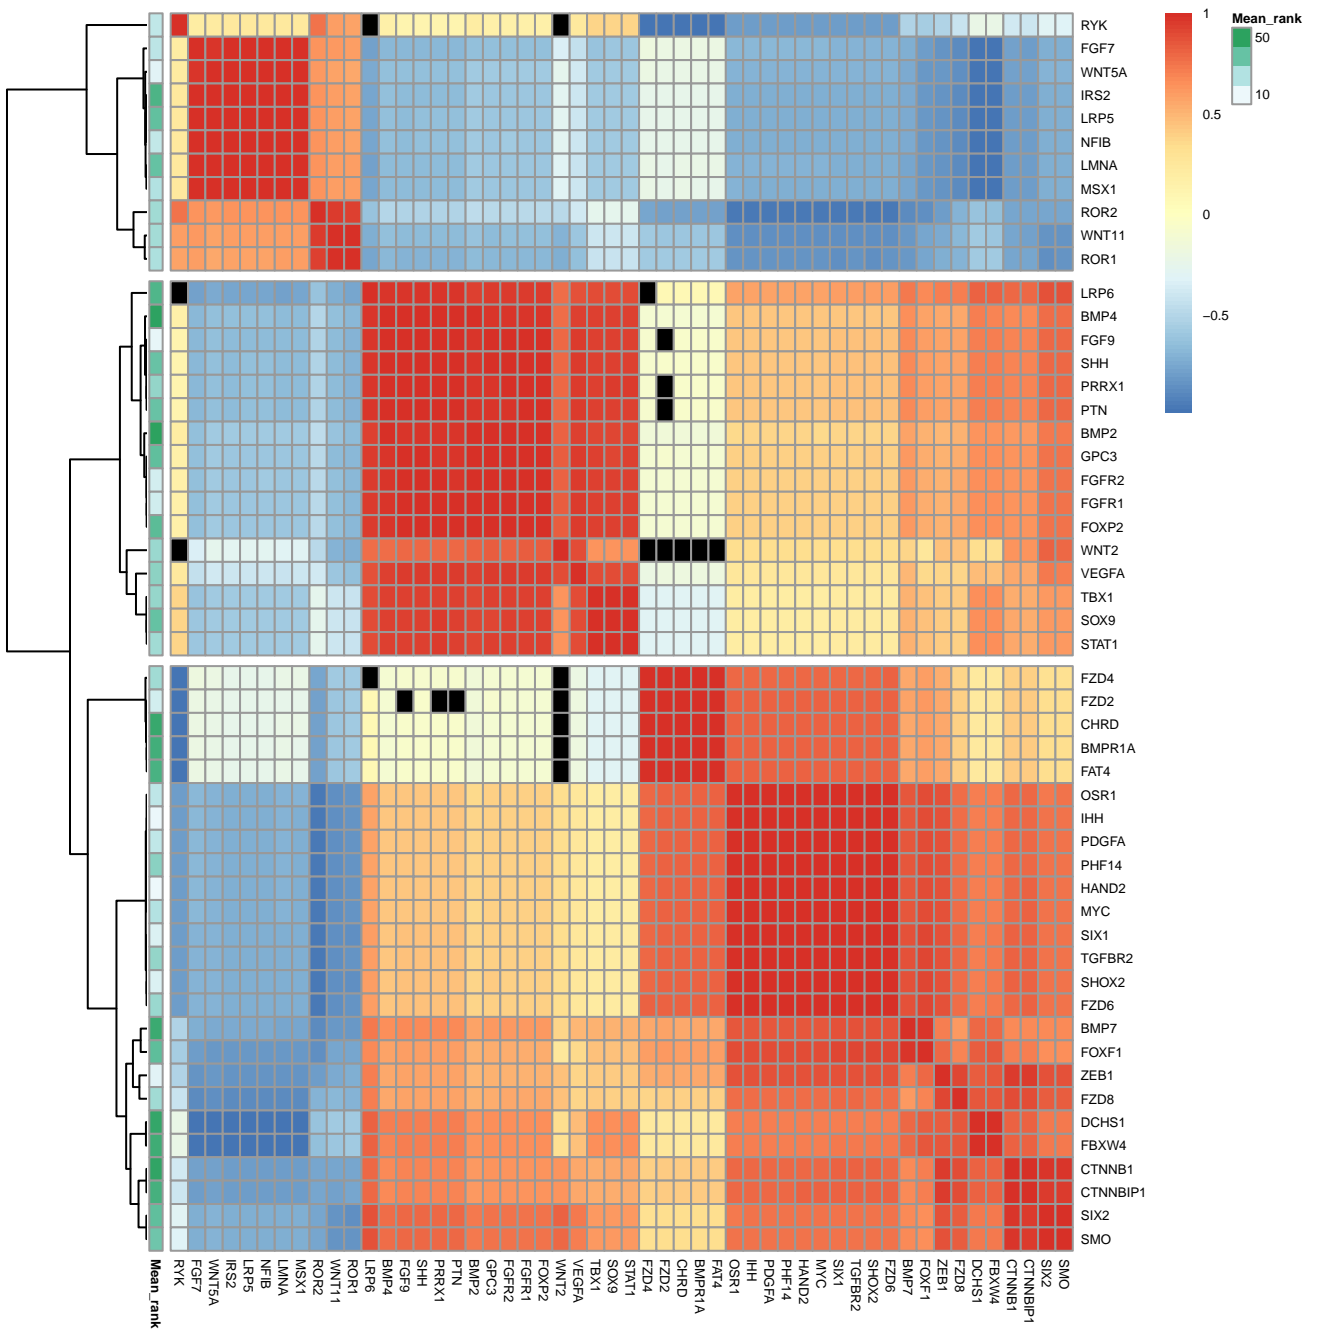 RYK
FGF7
WNT5A
IRS2
LRP5
NFIB
LMNA
MSX1
ROR2
WNT11
ROR1
LRP6
BMP4
FGF9
SHH
PRRX1
PTN
BMP2
GPC3
FGFR2
FGFR1
FOXP2
WNT2
VEGFA
TBX1
SOX9
STAT1
FZD4
FZD2
CHRD
BMPR1A
FAT4
OSR1
IHH
PDGFA
PHF14
HAND2
MYC
SIX1
TGFBR2
SHOX2
FZD6
BMP7
FOXF1
ZEB1
FZD8
DCHS1
FBXW4
CTNNB1
CTNNBIP1
SIX2
SMO
1
0.5
0
−0.5
Mean_rank
50
10
Mean_rank
RYK
FGF7
WNT5A
IRS2
LRP5
NFIB
LMNA
MSX1
ROR2
WNT11
ROR1
LRP6
BMP4
FGF9
SHH
PRRX1
PTN
BMP2
GPC3
FGFR2
FGFR1
FOXP2
WNT2
VEGFA
TBX1
SOX9
STAT1
FZD4
FZD2
CHRD
BMPR1A
FAT4
OSR1
IHH
PDGFA
PHF14
HAND2
MYC
SIX1
TGFBR2
SHOX2
FZD6
BMP7
FOXF1
ZEB1
FZD8
DCHS1
FBXW4
CTNNB1
CTNNBIP1
SIX2
SMO